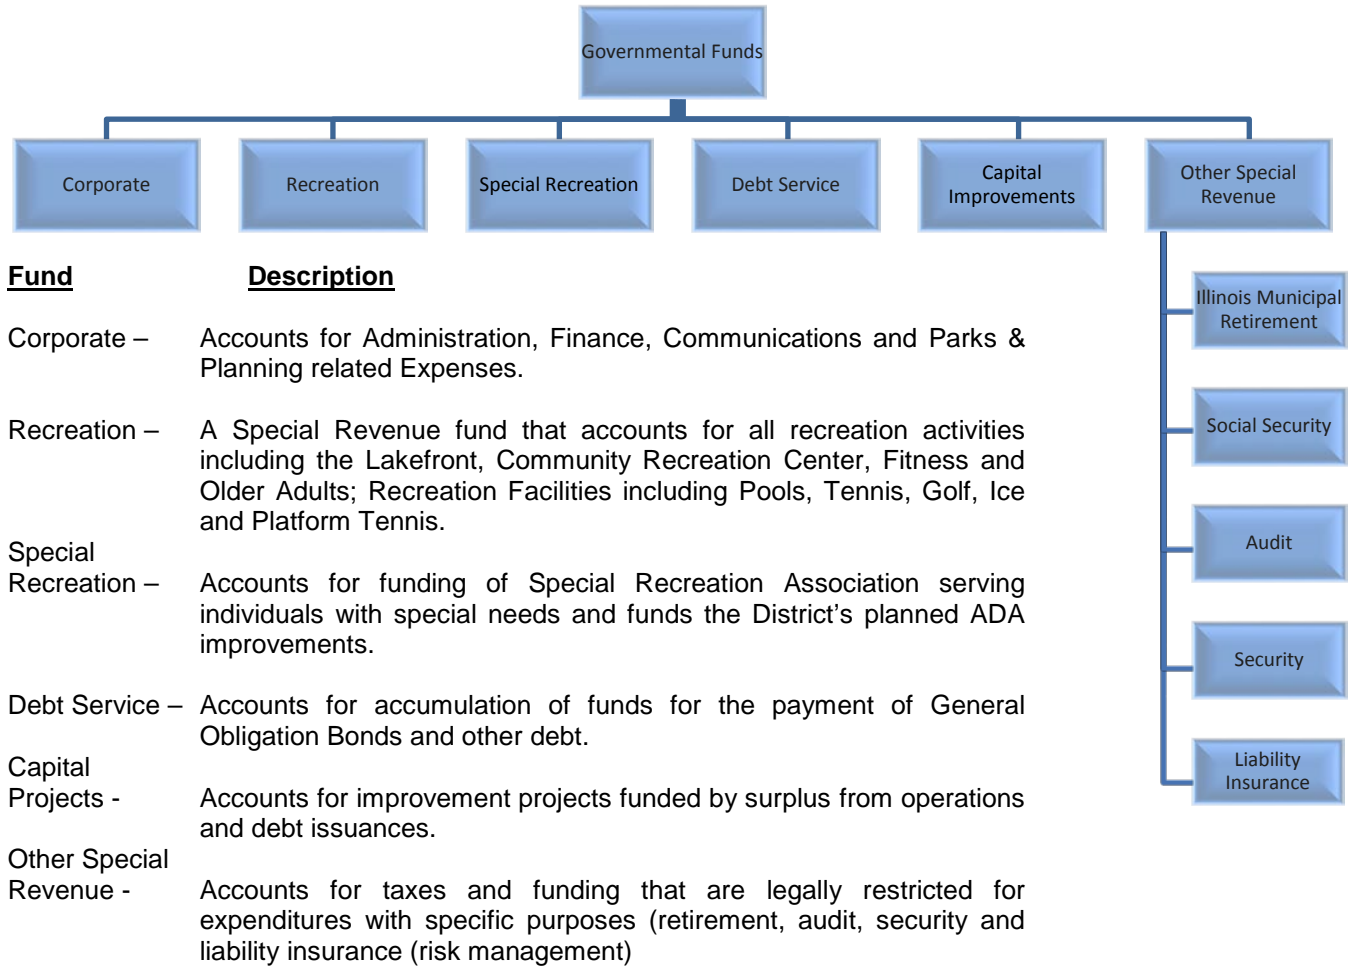 Governmental Funds
Corporate
Recreation
Special Recreation
Debt Service
Capital
Improvements
Other Special
Revenue
Illinois Municipal
Retirement
Social Security
Audit
Security
Liability
Insurance
Fund Description
Corporate – Accounts for Administration, Finance, Communications and Parks &
Planning related Expenses.
Recreation – A Special Revenue fund that accounts for all recreation activities
including the Lakefront, Community Recreation Center, Fitness and
Older Adults; Recreation Facilities including Pools, Tennis, Golf, Ice
and Platform Tennis.
Special
Recreation – Accounts for funding of Special Recreation Association serving
individuals with special needs and funds the District’s planned ADA
improvements.
Debt Service – Accounts for accumulation of funds for the payment of General
Obligation Bonds and other debt.
Capital
Projects - Accounts for improvement projects funded by surplus from operations
and debt issuances.
Other Special
Revenue - Accounts for taxes and funding that are legally restricted for
expenditures with specific purposes (retirement, audit, security and
liability insurance (risk management)